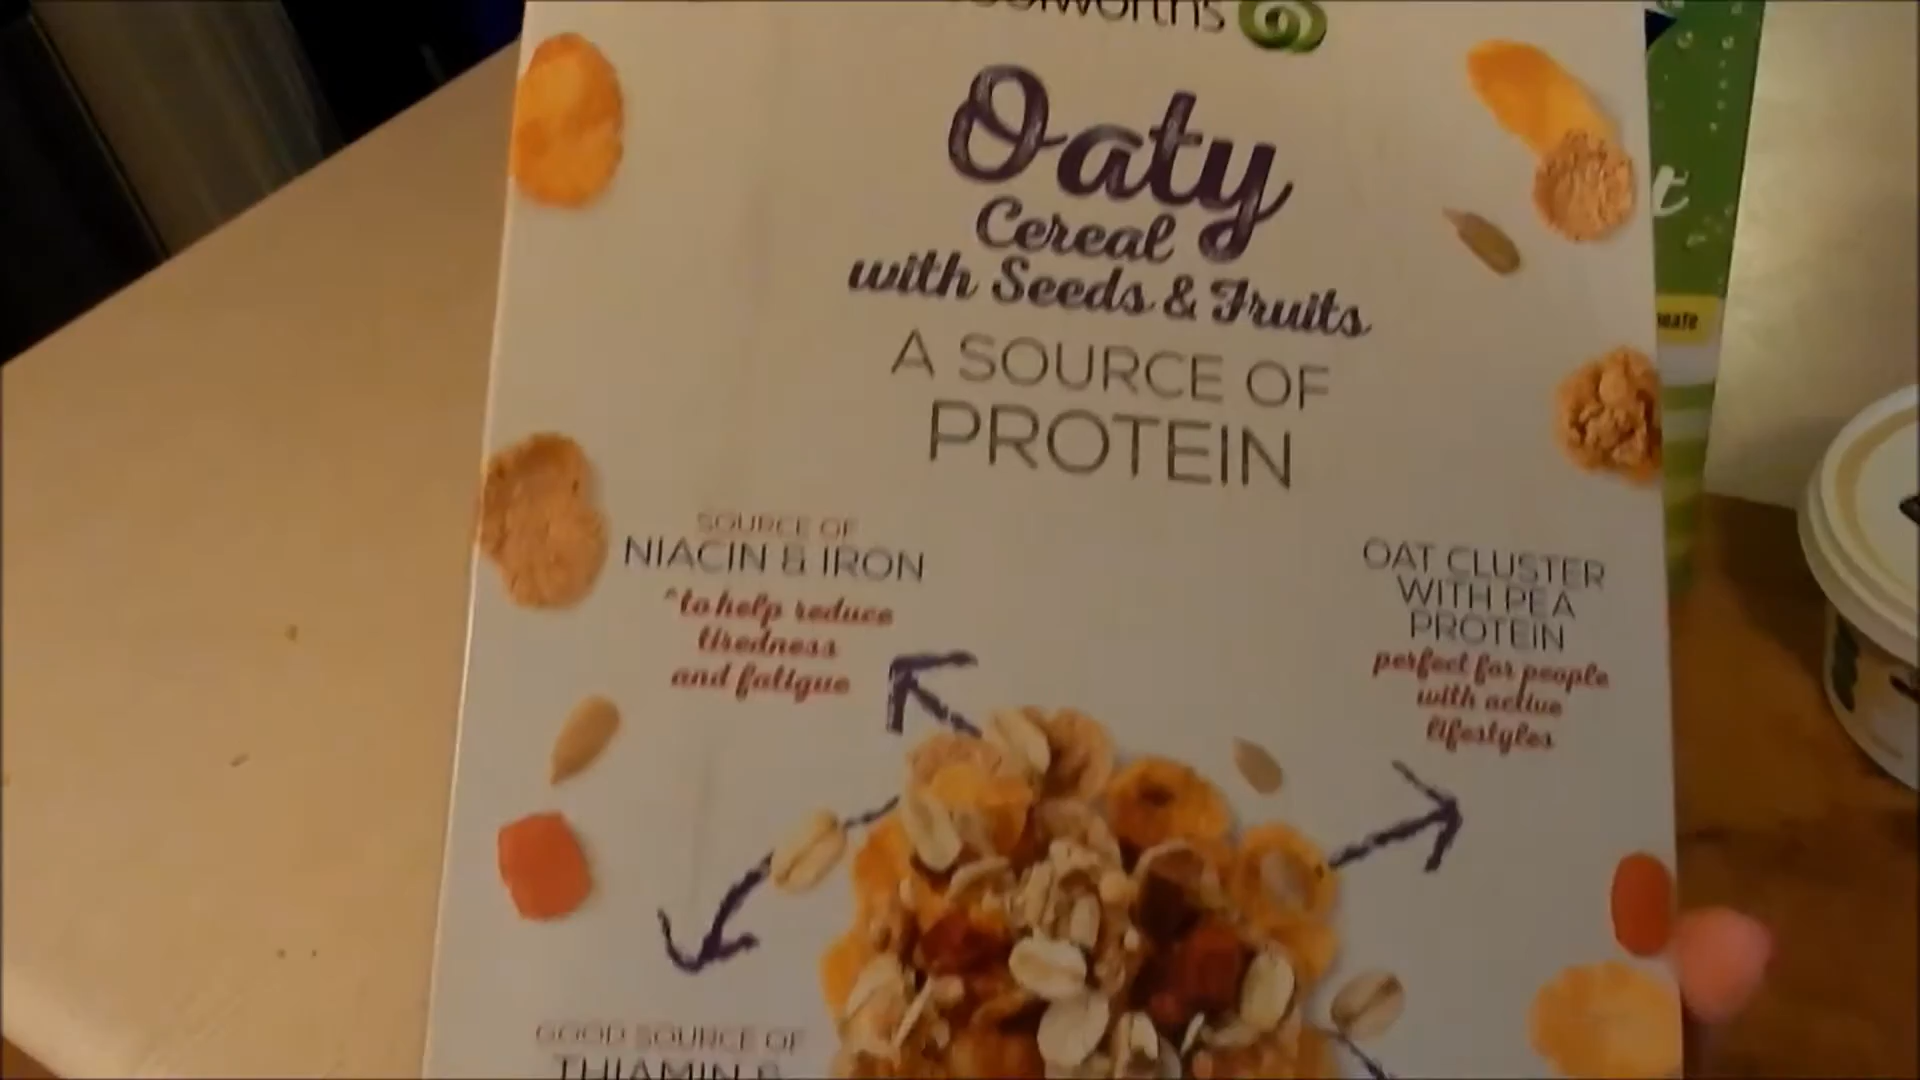 Oaty
Cereal
with Seeds & Fruits
A SOURCE OF
PROTEIN
SOURCE OF
NIACIN & IRON
^to help reduce
tiredness
and fatigue
OAT CLUSTER
WITH PEA
PROTEIN
perfect for people
with active
lifestyles
GOOD SOURCE OF
THIAMIN &